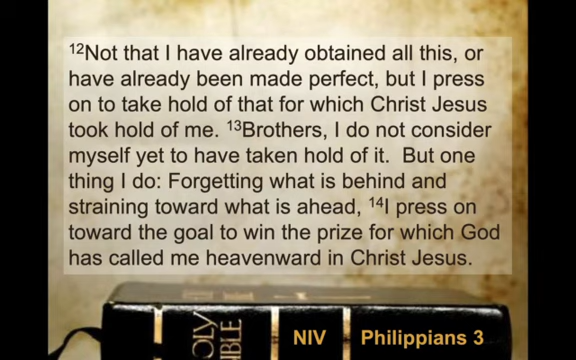 ¹²Not that I have already obtained all this, or
have already been made perfect, but I press
on to take hold of that for which Christ Jesus
took hold of me. ¹³Brothers, I do not consider
myself yet to have taken hold of it.  But one
thing I do: Forgetting what is behind and
straining toward what is ahead, ¹⁴I press on
toward the goal to win the prize for which God
has called me heavenward in Christ Jesus.
HOLY
BIBLE
NIV
Philippians 3